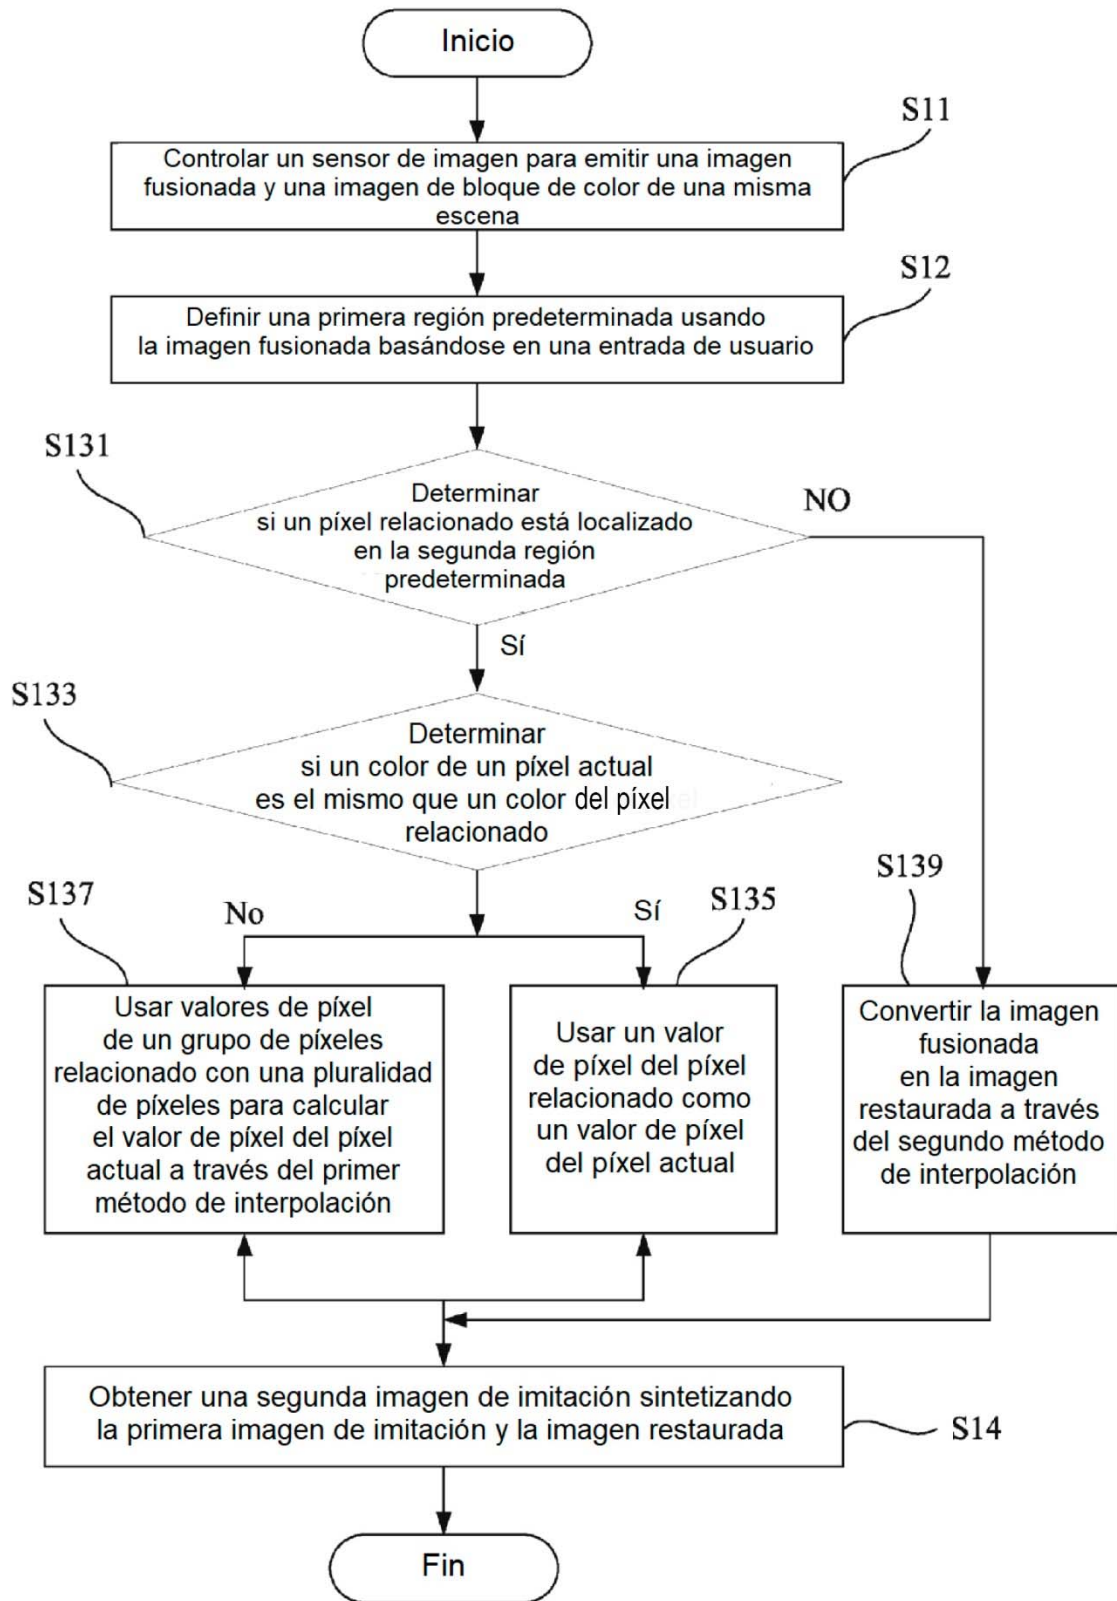 Inicio
S11
Controlar un sensor de imagen para emitir una imagen
fusionada y una imagen de bloque de color de una misma
escena
S12
Definir una primera región predeterminada usando
la imagen fusionada basándose en una entrada de usuario
S131
Determinar
si un píxel relacionado está localizado
en la segunda región
predeterminada
NO
Sí
S133
Determinar
si un color de un píxel actual
es el mismo que un color del píxel
relacionado
S137
No
Sí
S135
S139
Usar valores de píxel
de un grupo de píxeles
relacionado con una pluralidad
de píxeles para calcular
el valor de píxel del píxel
actual a través del primer
método de interpolación
Usar un valor
de píxel del píxel
relacionado como
un valor de píxel
del píxel actual
Convertir la imagen
fusionada
en la imagen
restaurada a través
del segundo método
de interpolación
Obtener una segunda imagen de imitación sintetizando
la primera imagen de imitación y la imagen restaurada
S14
Fin